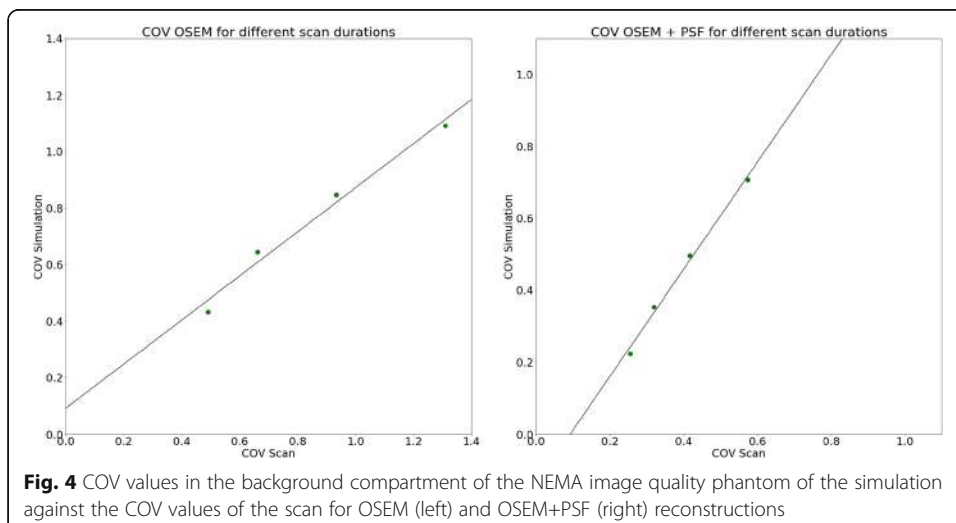 COV OSEM for different scan durations
1.4
1.2
1.0
0.8
0.6
0.4
0.2
0.0
0.0 0.2 0.4 0.6 0.8 1.0 1.2 1.4
COV Simulation
COV Scan
COV OSEM + PSF for different scan durations
1.0
0.8
0.6
0.4
0.2
0.0
0.0 0.2 0.4 0.6 0.8 1.0
COV Simulation
COV Scan
Fig. 4 COV values in the background compartment of the NEMA image quality phantom of the simulation
against the COV values of the scan for OSEM (left) and OSEM+PSF (right) reconstructions